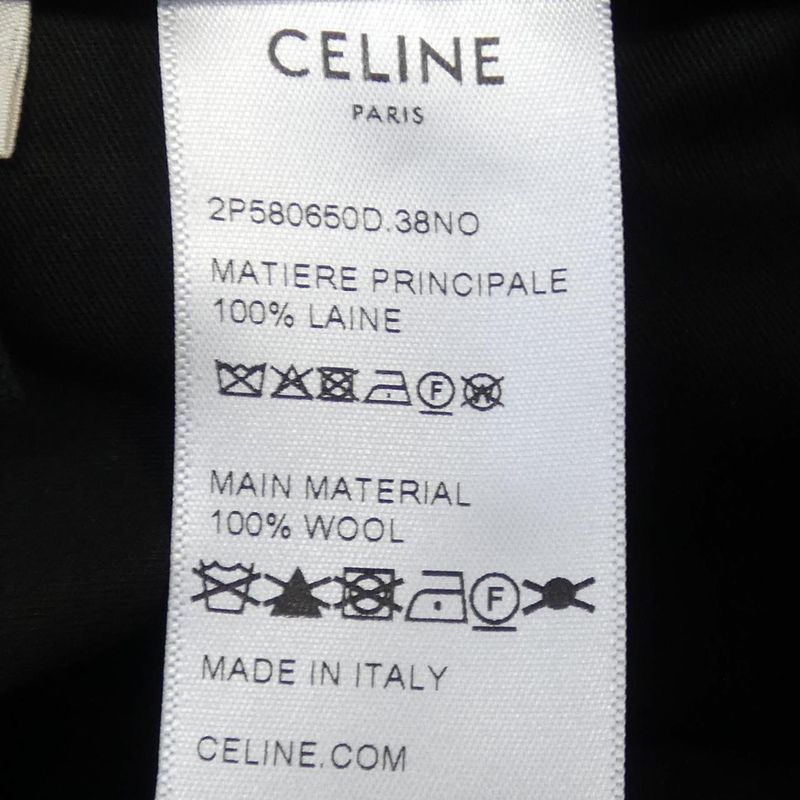 CELINE
PARIS
2P580650D.38NO
MATIERE PRINCIPALE
100% LAINE
W
F
MAIN MATERIAL
100% WOOL
F
MADE IN ITALY
CELINE.COM